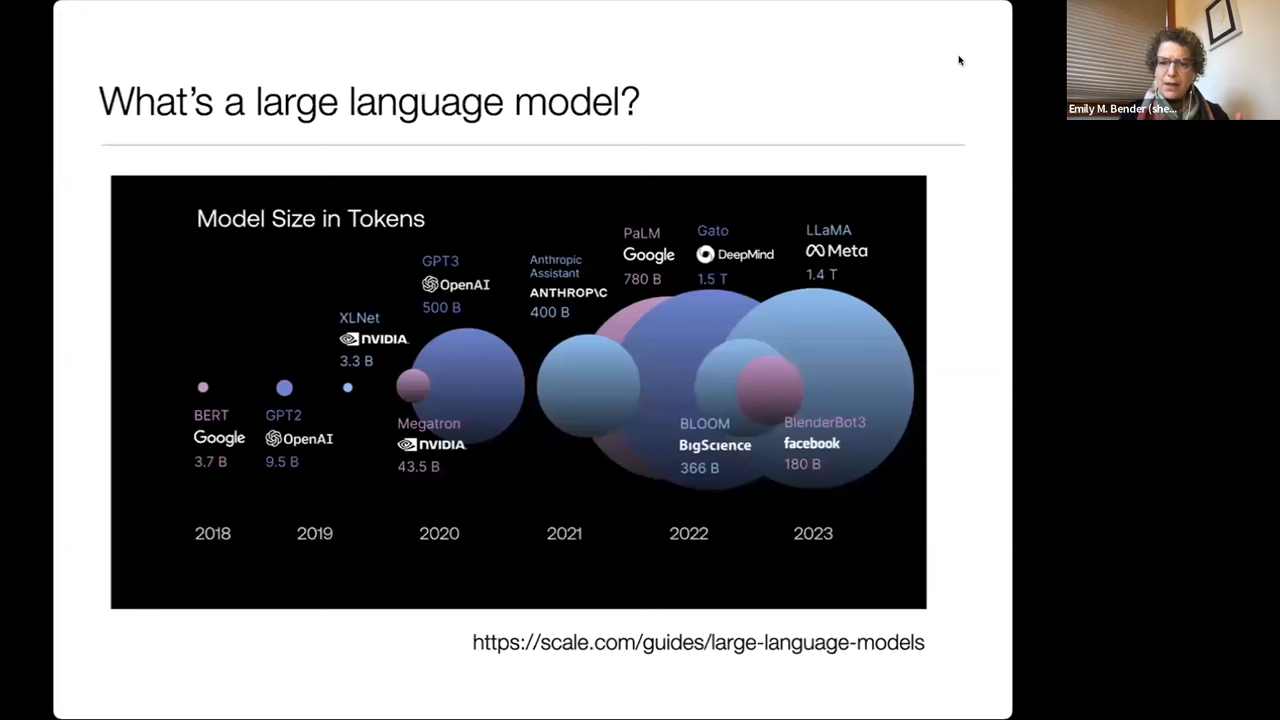 What's a large language model?
Model Size in Tokens
BERT
Google
3.7 B
GPT2
OpenAI
9.5 B
XLNet
NVIDIA
3.3 B
Megatron
NVIDIA
43.5 B
GPT3
OpenAI
500 B
Anthropic
Assistant
ANTHROP\C
400 B
PaLM
Google
780 B
Gato
DeepMind
1.5 T
BLOOM
BigScience
366 B
BlenderBot3
facebook
180 B
LLaMA
Meta
1.4 T
2018 2019 2020 2021 2022 2023
https://scale.com/guides/large-language-models
Emily M. Bender (she...